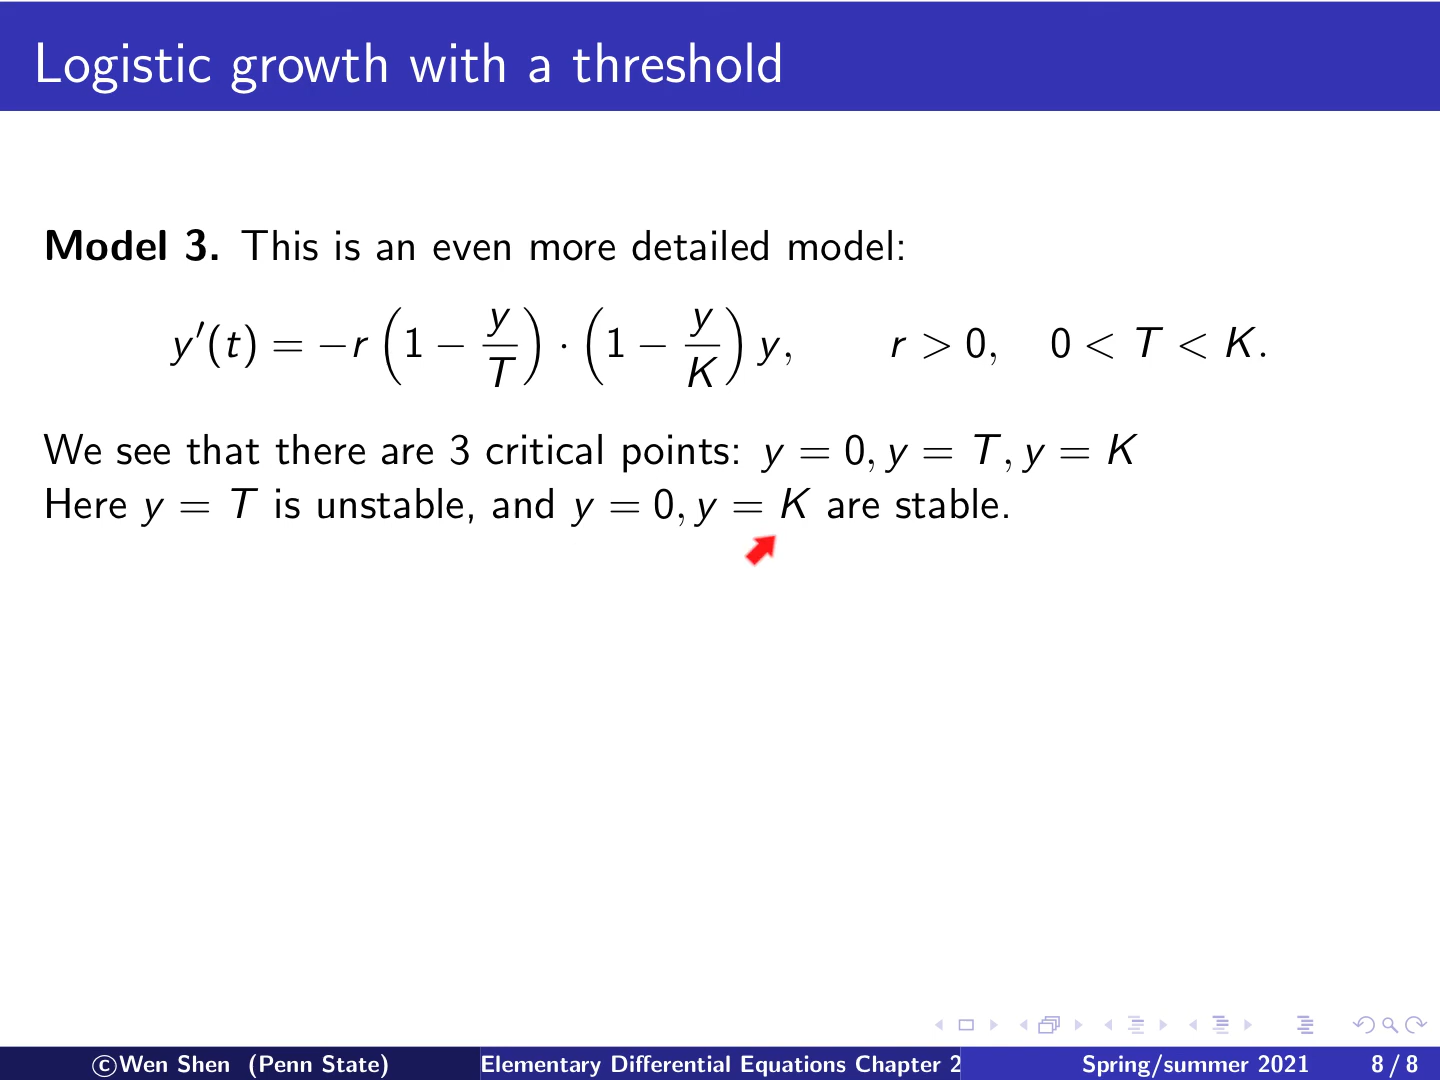 Logistic growth with a threshold
Model 3. This is an even more detailed model:
y′(t) = −r (1 − y/T) · (1 − y/K) y, r > 0, 0 < T < K.
We see that there are 3 critical points: y = 0, y = T, y = K
Here y = T is unstable, and y = 0, y = K are stable.
©Wen Shen (Penn State) Elementary Differential Equations Chapter 2 Spring/summer 2021 8 / 8